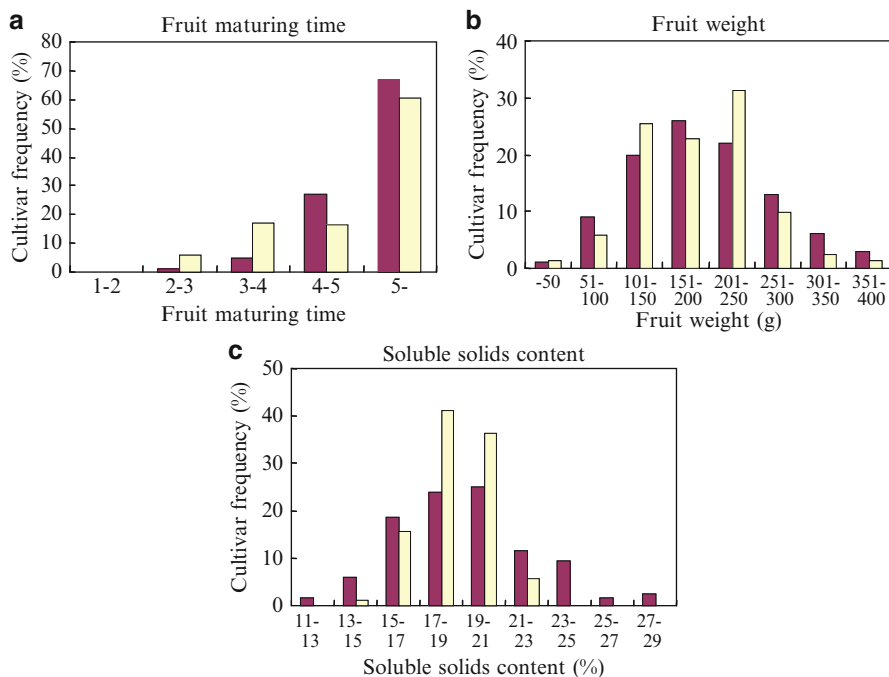 a
Fruit maturing time
Cultivar frequency (%)
80
70
60
50
40
30
20
10
0
1-2 2-3 3-4 4-5 5-
Fruit maturing time
b
Fruit weight
Cultivar frequency (%)
40
30
20
10
0
-50 51- 101- 151- 201- 251- 301- 351-
100 150 200 250 300 350 400
Fruit weight (g)
c
Soluble solids content
Cultivar frequency (%)
50
40
30
20
10
0
11- 13- 15- 17- 19- 21- 23- 25- 27-
13 15 17 19 21 23 25 27 29
Soluble solids content (%)